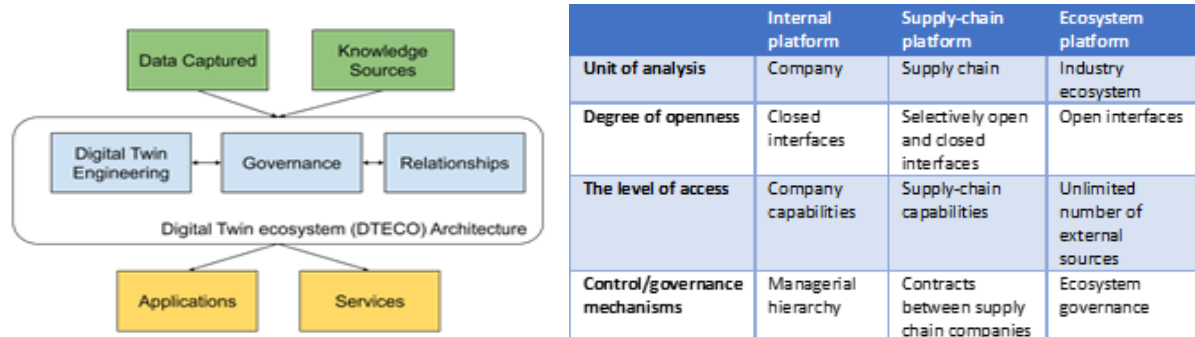 Data Captured
Knowledge
Sources
Digital Twin
Engineering
Governance
Relationships
Digital Twin ecosystem (DTECO) Architecture
Applications
Services
Internal
platform
Supply-chain
platform
Ecosystem
platform
Unit of analysis
Company
Supply chain
Industry
ecosystem
Degree of openness
Closed
interfaces
Selectively open
and closed
interfaces
Open interfaces
The level of access
Company
capabilities
Supply-chain
capabilities
Unlimited
number of
external
sources
Control/governance
mechanisms
Managerial
hierarchy
Contracts
between supply
chain companies
Ecosystem
governance